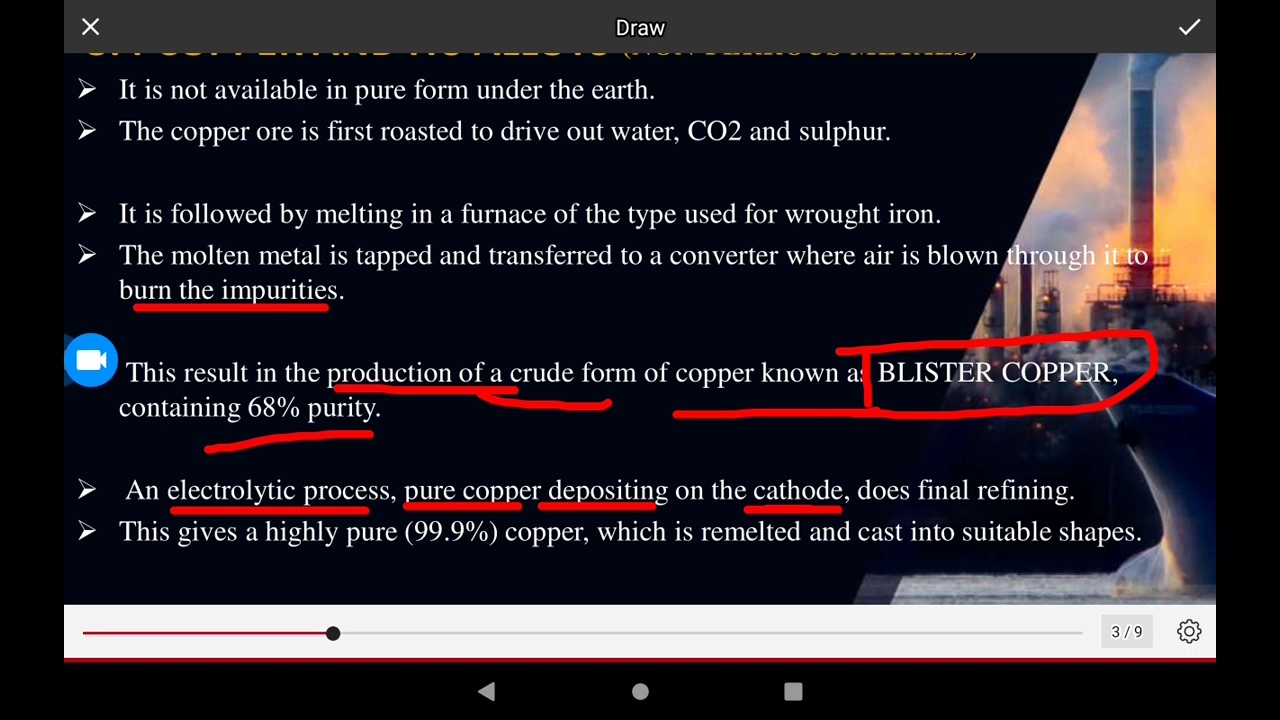 Draw
(NON FERROUS METALS)
It is not available in pure form under the earth.
The copper ore is first roasted to drive out water, CO2 and sulphur.
It is followed by melting in a furnace of the type used for wrought iron.
The molten metal is tapped and transferred to a converter where air is blown through it to
burn the impurities.
This result in the production of a crude form of copper known as BLISTER COPPER,
containing 68% purity.
An electrolytic process, pure copper depositing on the cathode, does final refining.
This gives a highly pure (99.9%) copper, which is remelted and cast into suitable shapes.
3 / 9